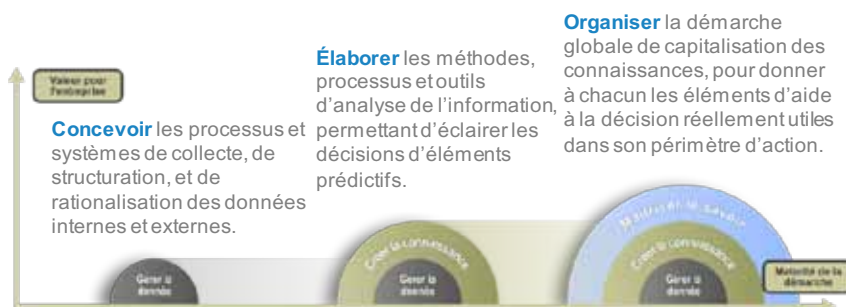 Organiser la démarche
globale de capitalisation des
connaissances, pour donner
à chacun les éléments d'aide
à la décision réellement utiles
dans son périmètre d'action.
Élaborer les méthodes,
processus et outils
d'analyse de l'information,
permettant d'éclairer les
décisions d'éléments
prédictifs.
Valeur pour
l'entreprise
Concevoir les processus et
systèmes de collecte, de
structuration, et de
rationalisation des données
internes et externes.
Gérer la
donnée
Créer la connaissance
Gérer la
donnée
le savoir
Créer la connaissance
Gérer la
donnée
Maturité de la
démarche